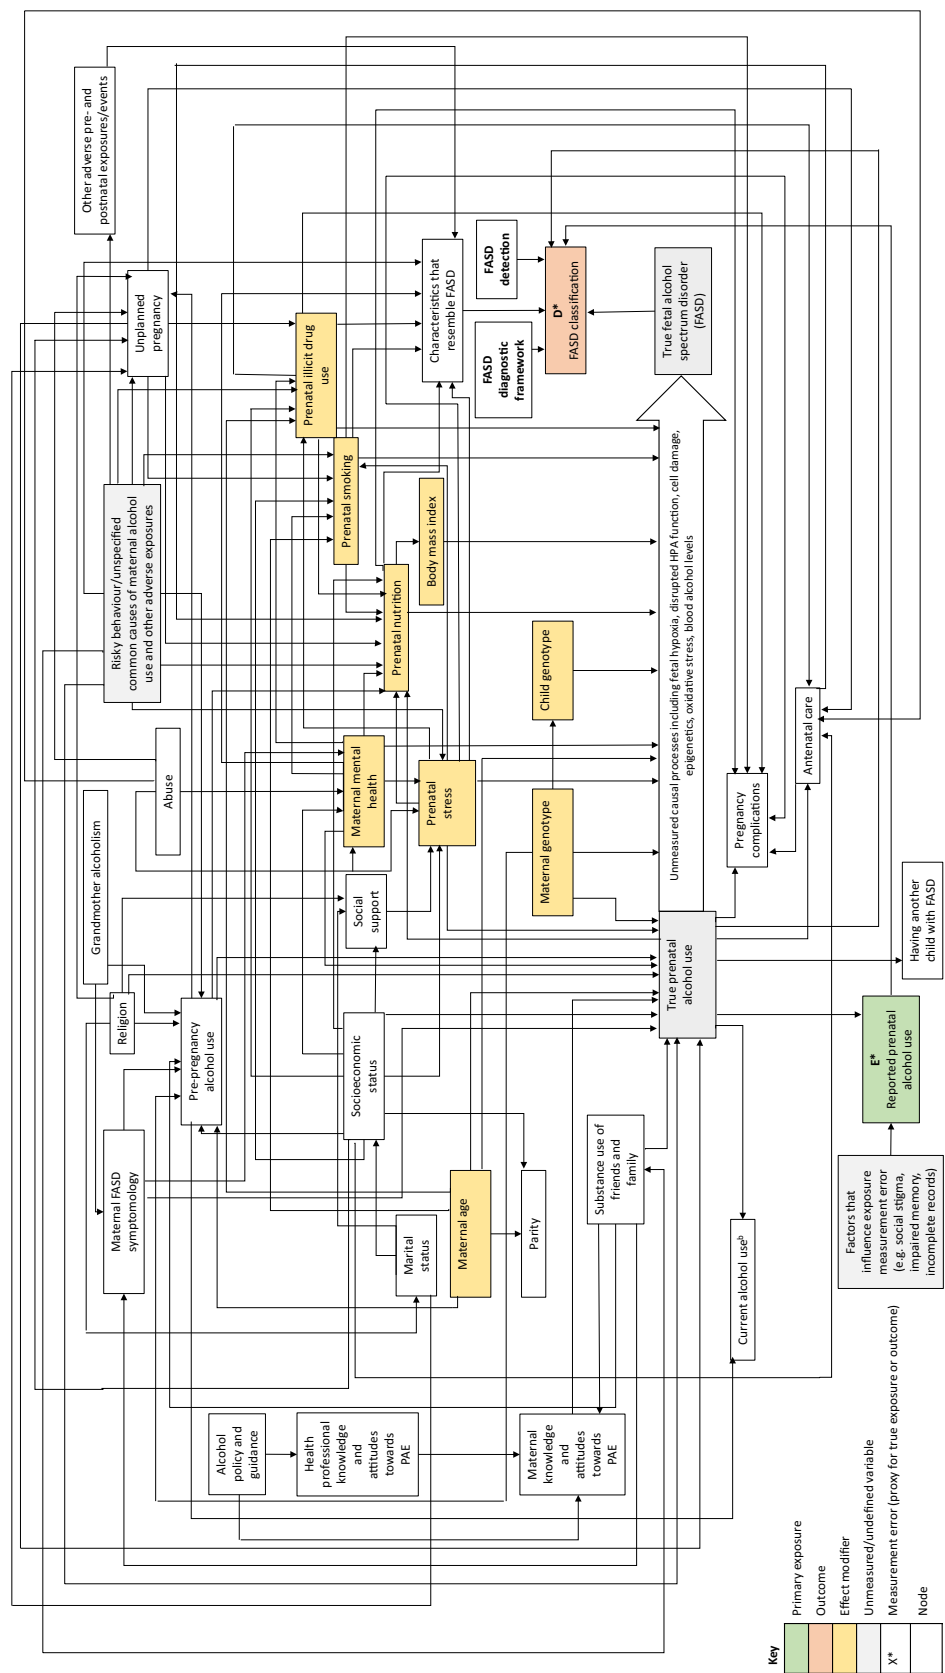 Other adverse pre- and
postnatal exposures/events
Unplanned
pregnancy
Risky behaviour/unspecified
common causes of maternal alcohol
use and other adverse exposures
Abuse
Grandmother alcoholism
Religion
Maternal FASD
symptomology
Pre-pregnancy
alcohol use
Alcohol
policy and
guidance
Health
professional
knowledge
and
attitudes
towards
PAE
Maternal
knowledge
and
attitudes
towards
PAE
Prenatal illicit drug
use
Prenatal smoking
Prenatal nutrition
Body mass index
Maternal mental
health
Prenatal
stress
Social
support
Socioeconomic
status
Marital
status
Maternal age
Parity
Characteristics that
resemble FASD
FASD
detection
FASD
diagnostic
framework
D*
FASD classification
True fetal alcohol
spectrum disorder
(FASD)
Child genotype
Maternal genotype
Substance use of
friends and
family
Unmeasured causal processes including fetal hypoxia, disrupted HPA function, cell damage,
epigenetics, oxidative stress, blood alcohol levels
True prenatal
alcohol use
Pregnancy
complications
Antenatal care
Current alcohol useᵇ
Having another
child with FASD
E*
Reported prenatal
alcohol use
Factors that
influence exposure
measurement error
(e.g. social stigma,
impaired memory,
incomplete records)
Key
Primary exposure
Outcome
Effect modifier
Unmeasured/undefined variable
X*
Measurement error (proxy for true exposure or outcome)
Node